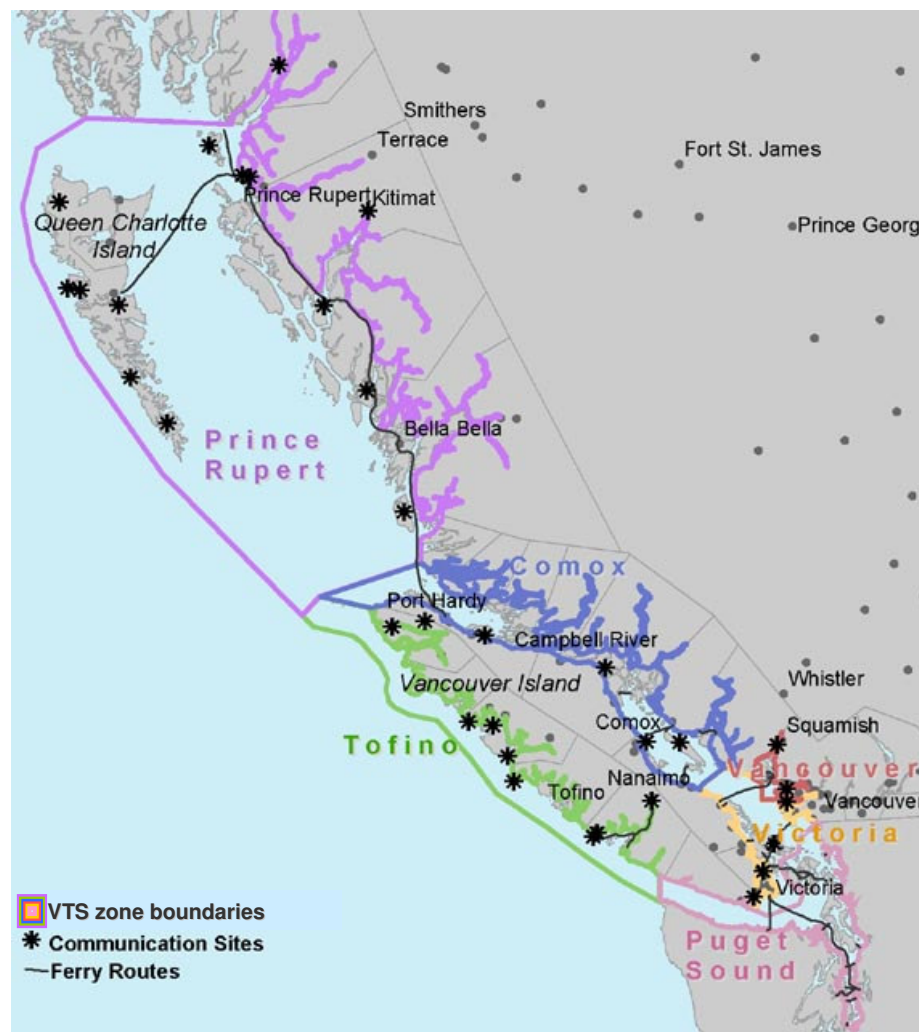 Smithers
Terrace
Fort St. James
Prince Rupert
Kitimat
Queen Charlotte
Island
Prince Georg
Prince
Rupert
Bella Bella
Comox
Port Hardy
Campbell River
Vancouver Island
Whistler
Comox
Squamish
Tofino
Vancouver
Nanaimo
Tofino
Vancouver
Victoria
Victoria
Puget
Sound
VTS zone boundaries
Communication Sites
Ferry Routes